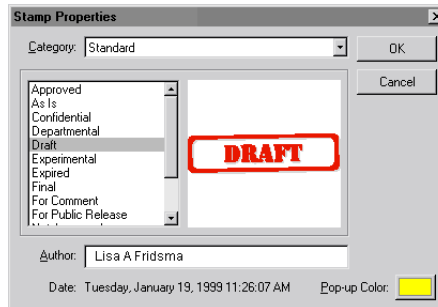 Stamp Properties
Category: Standard
OK
Cancel
Approved
As Is
Confidential
Departmental
Draft
Experimental
Expired
Final
For Comment
For Public Release
DRAFT
Author: Lisa A Fridsma
Date: Tuesday, January 19, 1999 11:26:07 AM
Pop-up Color: